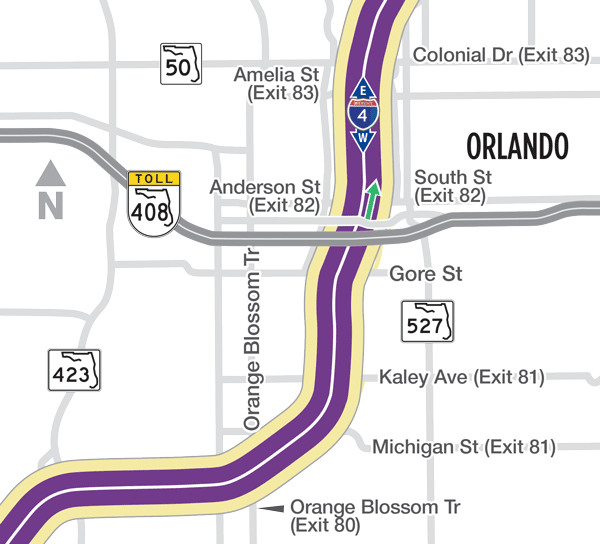 50
Amelia St
(Exit 83)
Colonial Dr (Exit 83)
E
INTERSTATE
4
W
ORLANDO
TOLL
408
Anderson St
(Exit 82)
South St
(Exit 82)
N
Gore St
Orange Blossom Tr
527
423
Kaley Ave (Exit 81)
Michigan St (Exit 81)
Orange Blossom Tr
(Exit 80)